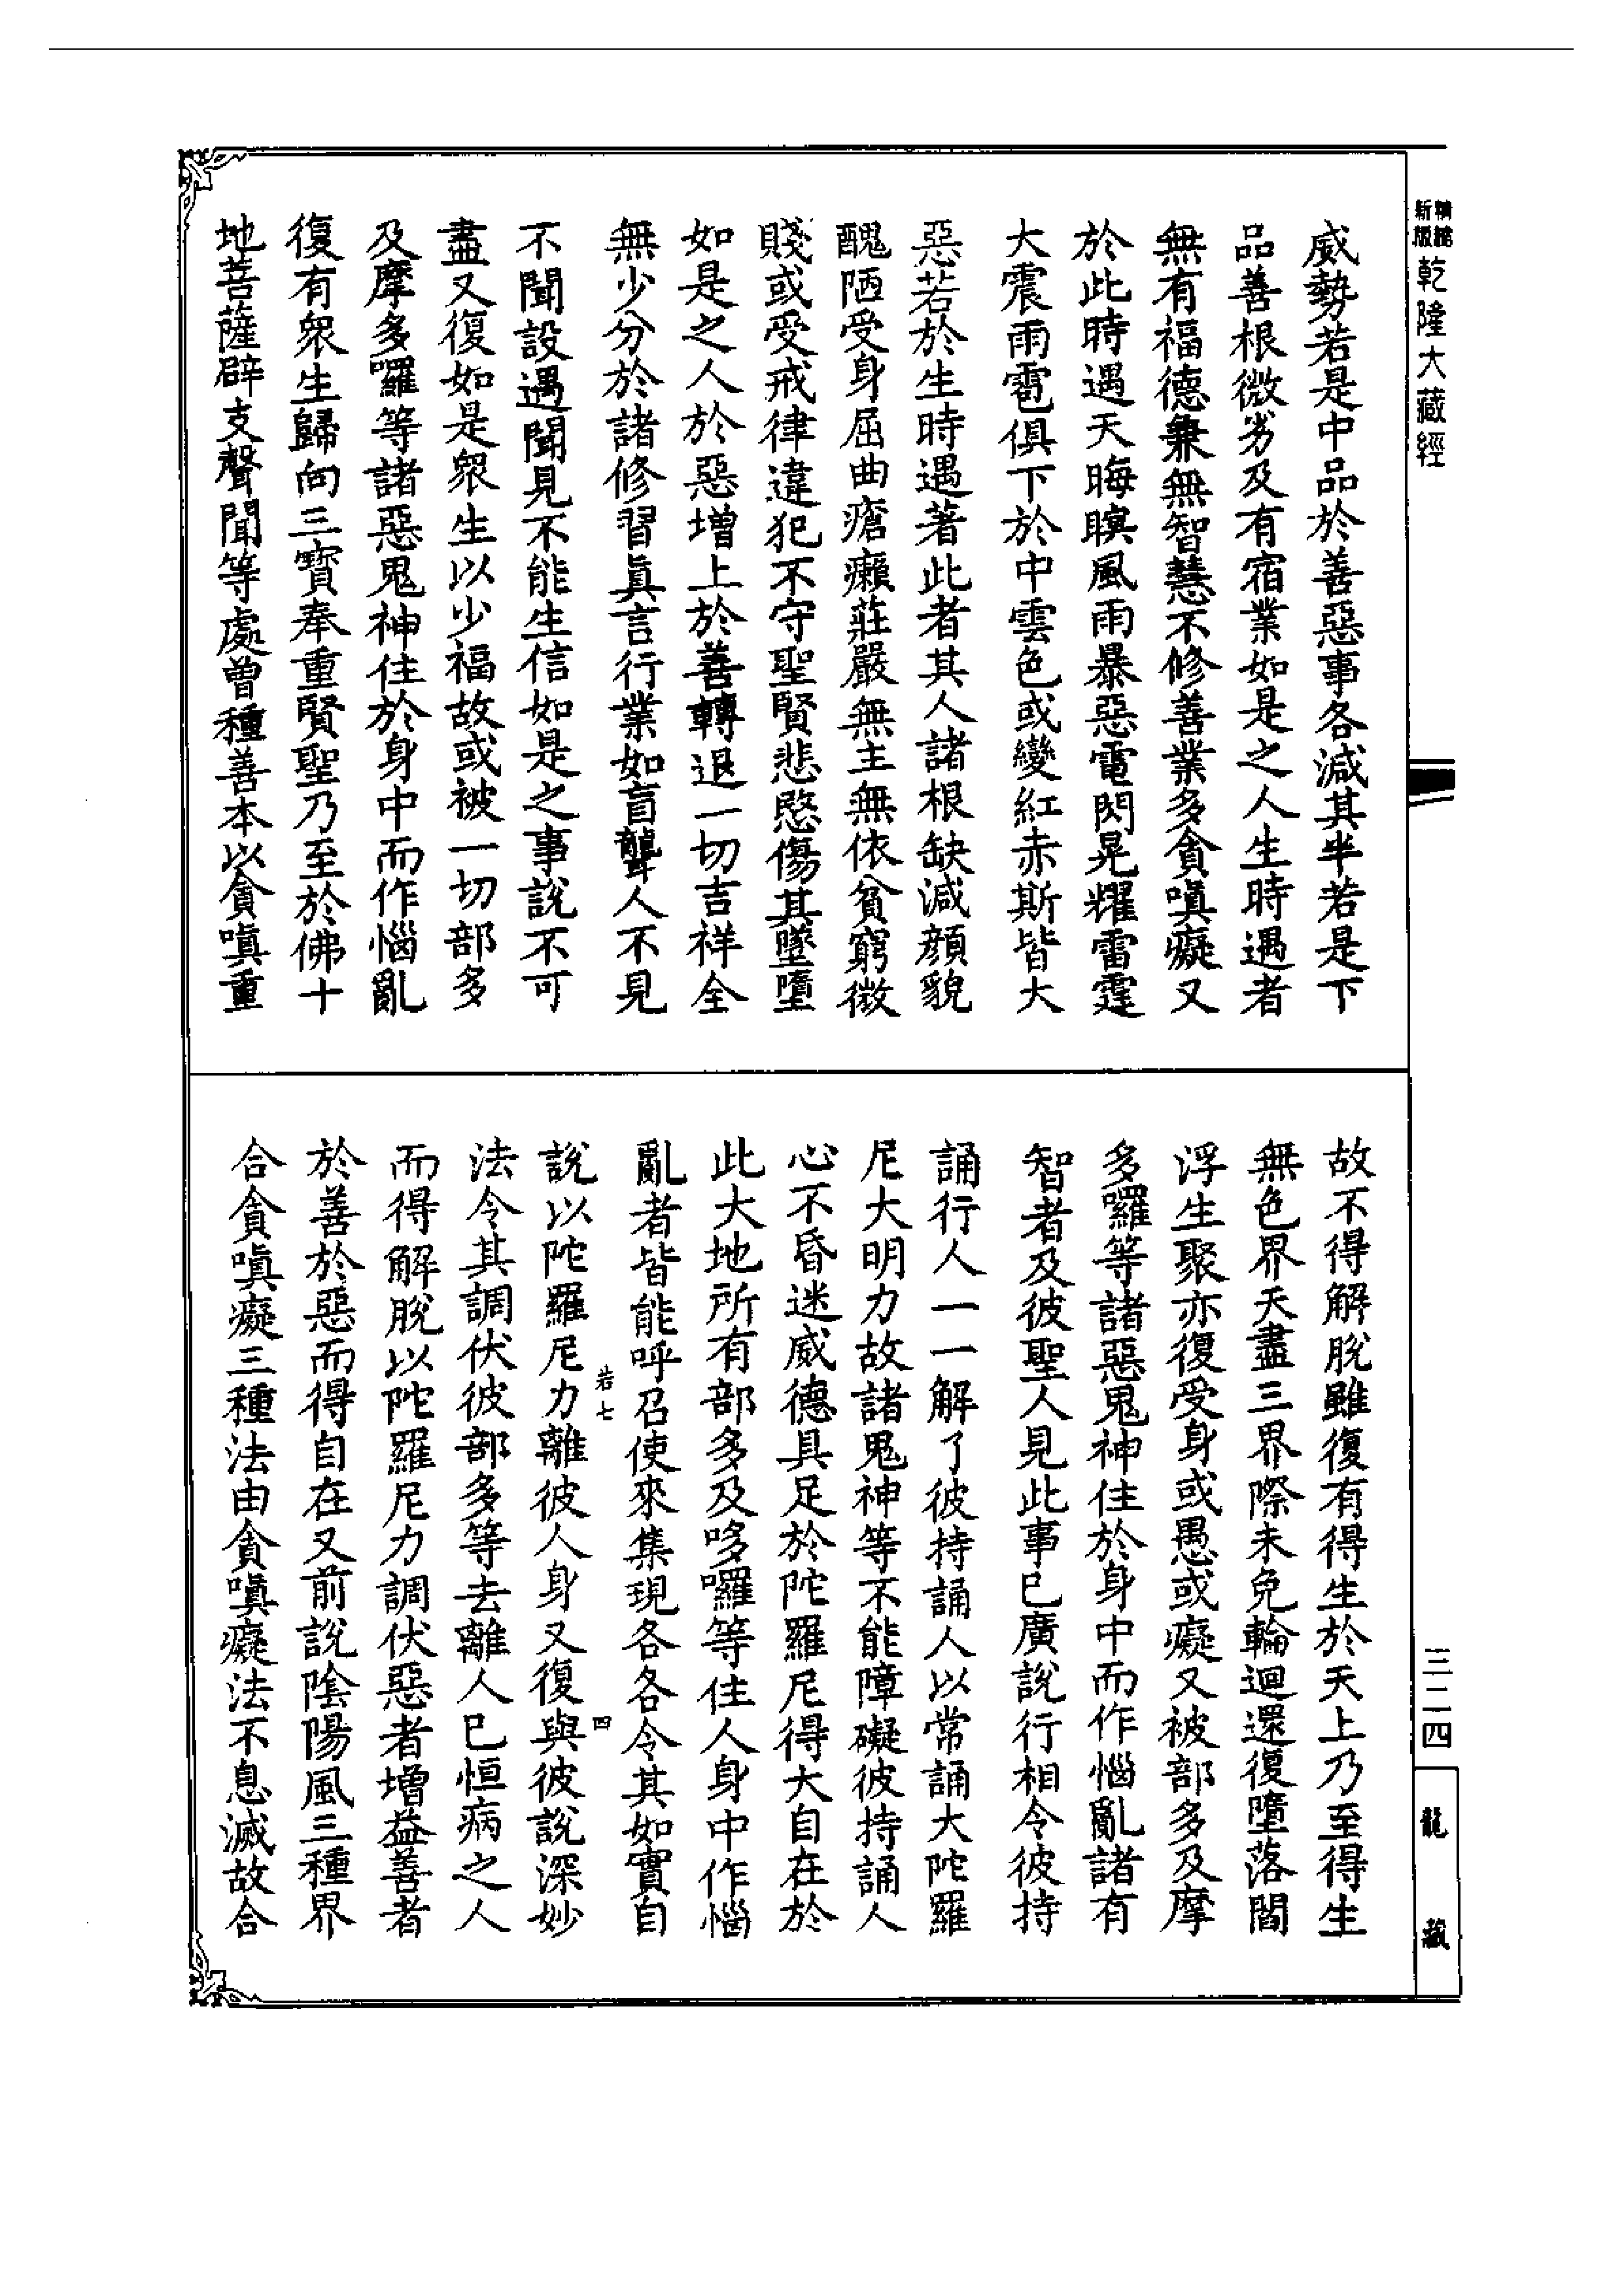 精縮
新版
乾隆大藏經
威勢若是中品於善惡事各減其半若是下
品善根微劣及有宿業如是之人生時遇者
無有福德兼無智慧不修善業多貪嗔癡又
於此時遇天晦瞑風雨暴惡電閃晃耀雷霆
大震雨雹俱下於中雲色或變紅赤斯皆大
惡若於生時遇著此者其人諸根缺減顏貌
醜陋受身屈曲瘡癩莊嚴無主無依貧窮微
賤或受戒律違犯不守聖賢悲愍傷其墜墮
如是之人於惡增上於善轉退一切吉祥全
無少分於諸修習真言行業如盲聾人不見
不聞設遇聞見不能生信如是之事說不可
盡又復如是眾生以少福故或被一切部多
及摩多囉等諸惡鬼神住於身中而作惱亂
復有眾生歸向三寶奉重賢聖乃至於佛十
地菩薩辟支聲聞等處曾種善本以貪嗔重
故不得解脫雖復有得生於天上乃至得生
無色界天盡三界際未免輪迴還復墮落閻
浮生聚亦復受身或愚或癡又被部多及摩
多囉等諸惡鬼神住於身中而作惱亂諸有
智者及彼聖人見此事已廣說行相令彼持
誦行人一一解了彼持誦人以常誦大陀羅
尼大明力故諸鬼神等不能障礙彼持誦人
心不昏迷威德具足於陀羅尼得大自在於
此大地所有部多及哆囉等住人身中作惱
亂者皆能呼召使來集現各各令其如實自
說以陀羅尼力離彼人身又復與彼說深妙
若七
四
法令其調伏彼部多等去離人已恒病之人
而得解脫以陀羅尼力調伏惡者增益善者
於善於惡而得自在又前說陰陽風三種界
合貪嗔癡三種法由貪嗔癡法不息滅故合
三二四
龍藏